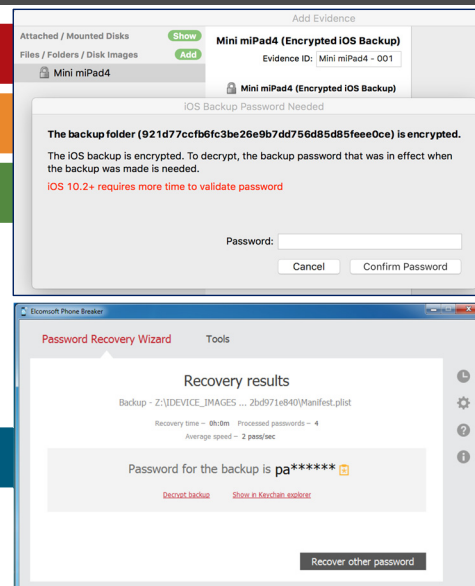 Add Evidence
Attached / Mounted Disks
Show
Files / Folders / Disk Images
Add
Mini miPad4
Mini miPad4 (Encrypted iOS Backup)
Evidence ID: Mini miPad4 - 001
Mini miPad4 (Encrypted iOS Backup)
iOS Backup Password Needed
The backup folder (921d77ccfb6fc3be26e9b7dd756d85d85feee0ce) is encrypted.
The iOS backup is encrypted. To decrypt, the backup password that was in effect when
the backup was made is needed.
iOS 10.2+ requires more time to validate password
Password:
Cancel
Confirm Password
Elcomsoft Phone Breaker
Password Recovery Wizard
Tools
Recovery results
Backup - Z:\IDEVICE_IMAGES ... 2bd971e840\Manifest.plist
Recovery time - 0h:0m Processed passwords - 4
Average speed - 2 pass/sec
Password for the backup is pa******
Decrypt backup
Show in Keychain explorer
Recover other password